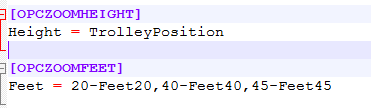 [OPCZOOMHEIGHT]
Height = TrolleyPosition
[OPCZOOMFEET]
Feet = 20-Feet20,40-Feet40,45-Feet45